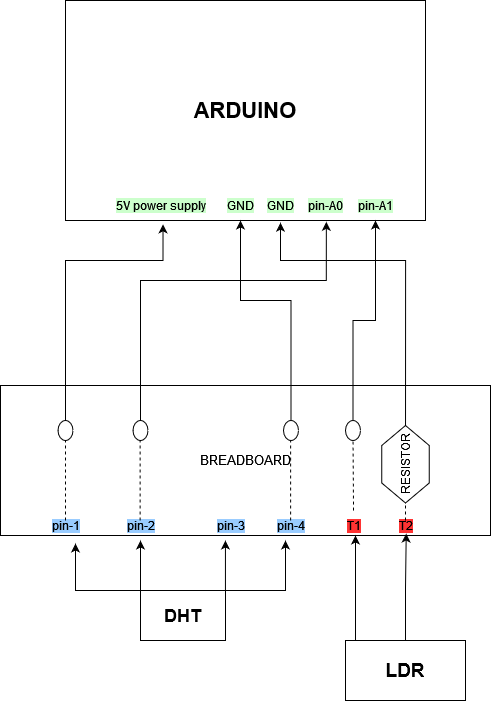 ARDUINO
5V power supply GND GND pin-A0 pin-A1
RESISTOR
BREADBOARD
pin-1 pin-2 pin-3 pin-4 T1 T2
DHT
LDR